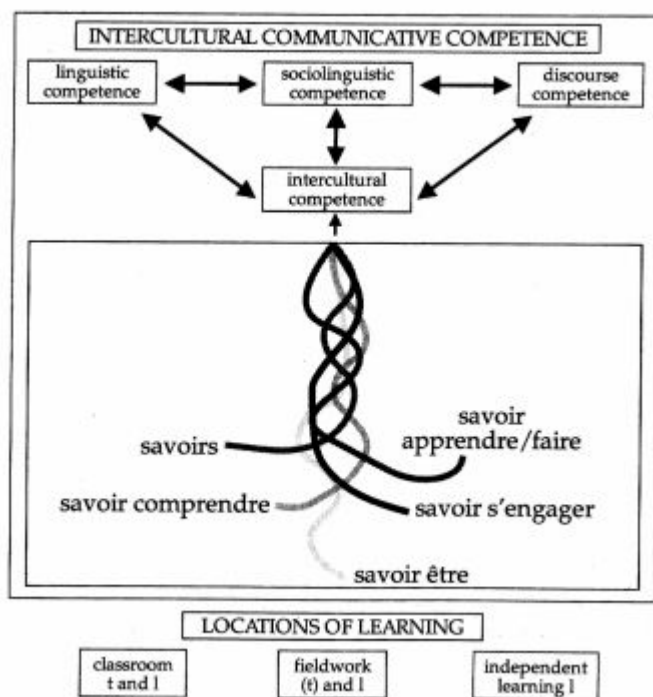 INTERCULTURAL COMMUNICATIVE COMPETENCE
linguistic
competence
sociolinguistic
competence
discourse
competence
intercultural
competence
savoirs
savoir
apprendre/faire
savoir comprendre
savoir s'engager
savoir être
LOCATIONS OF LEARNING
classroom
t and l
fieldwork
(t) and l
independent
learning l